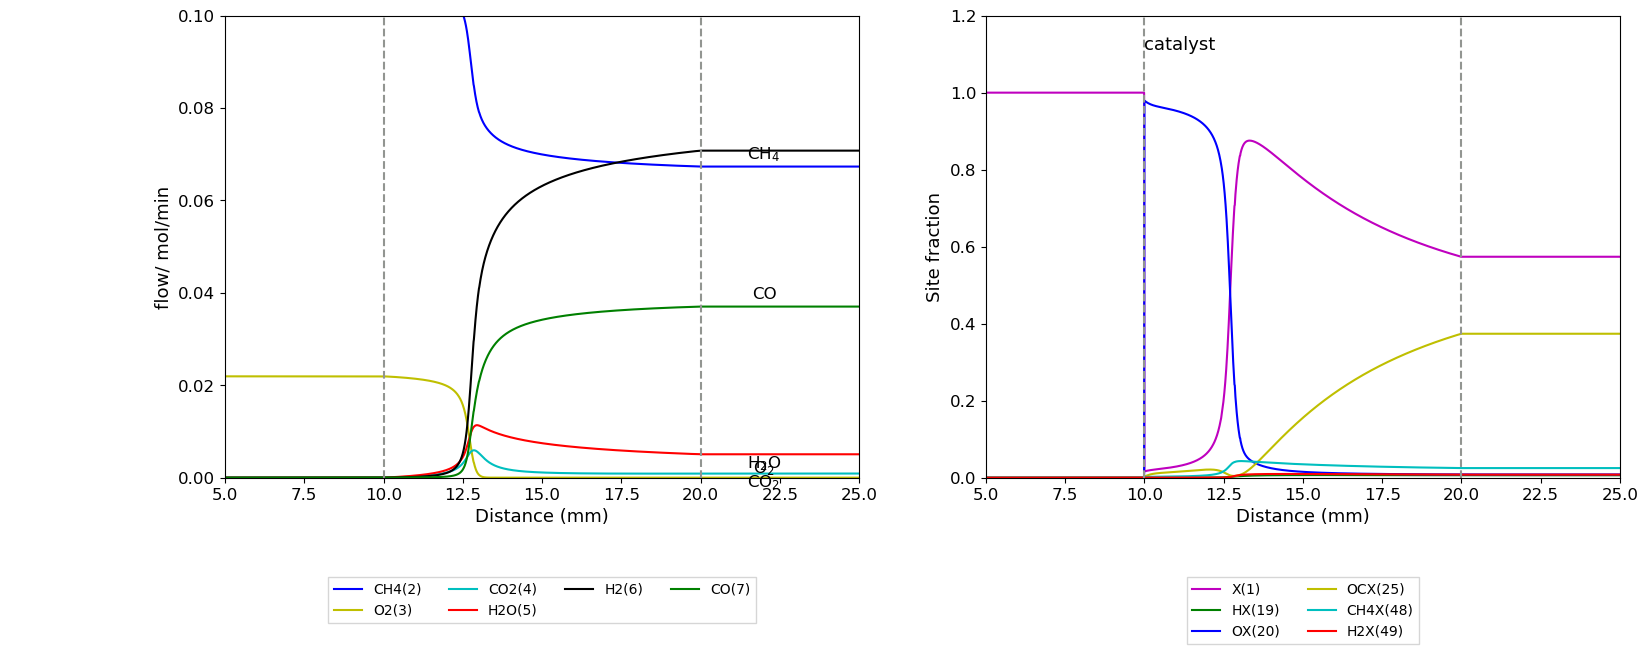 0.10
0.08
0.06
0.04
0.02
0.00
flow/ mol/min
CH₄
CO
H₂O
O₂
CO₂
5.0 7.5 10.0 12.5 15.0 17.5 20.0 22.5 25.0
Distance (mm)
CH4(2) CO2(4) H2(6) CO(7)
O2(3) H2O(5)
1.2
1.0
0.8
0.6
0.4
0.2
0.0
Site fraction
catalyst
5.0 7.5 10.0 12.5 15.0 17.5 20.0 22.5 25.0
Distance (mm)
X(1) OCX(25)
HX(19) CH4X(48)
OX(20) H2X(49)